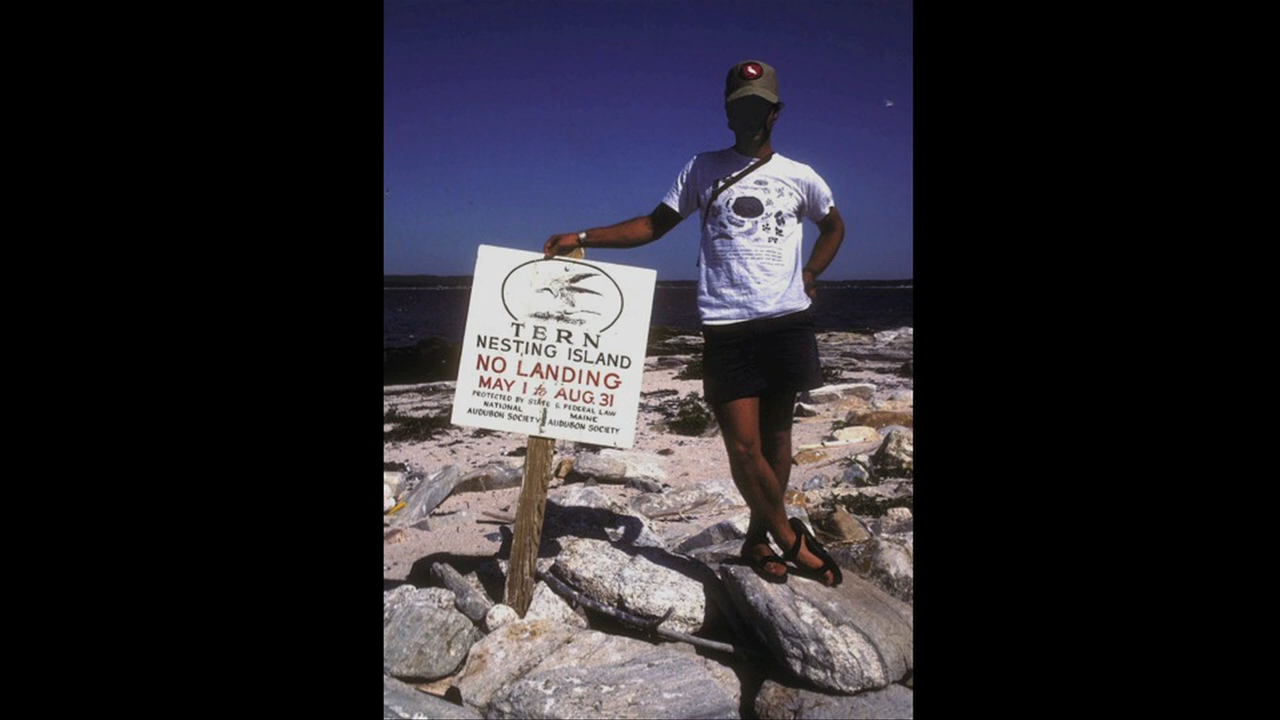 TERN
NESTING ISLAND
NO LANDING
MAY 1 to AUG. 31
PROTECTED BY STATE & FEDERAL LAW
NATIONAL MAINE
AUDUBON SOCIETY AUDUBON SOCIETY